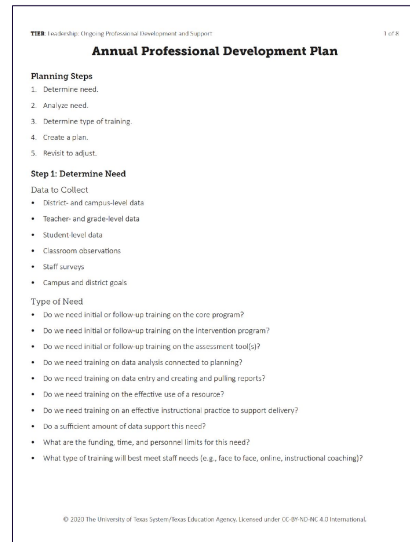 TIER: Leadership: Ongoing Professional Development and Support 1 of 8
Annual Professional Development Plan
Planning Steps
1. Determine need.
2. Analyze need.
3. Determine type of training.
4. Create a plan.
5. Revisit to adjust.
Step 1: Determine Need
Data to Collect
• District- and campus-level data
• Teacher- and grade-level data
• Student-level data
• Classroom observations
• Staff surveys
• Campus and district goals
Type of Need
• Do we need initial or follow-up training on the core program?
• Do we need initial or follow-up training on the intervention program?
• Do we need initial or follow-up training on the assessment tool(s)?
• Do we need training on data analysis connected to planning?
• Do we need training on data entry and creating and pulling reports?
• Do we need training on the effective use of a resource?
• Do we need training on an effective instructional practice to support delivery?
• Do a sufficient amount of data support this need?
• What are the funding, time, and personnel limits for this need?
• What type of training will best meet staff needs (e.g., face to face, online, instructional coaching)?
© 2020 The University of Texas System/Texas Education Agency. Licensed under CC-BY-ND-NC 4.0 International.